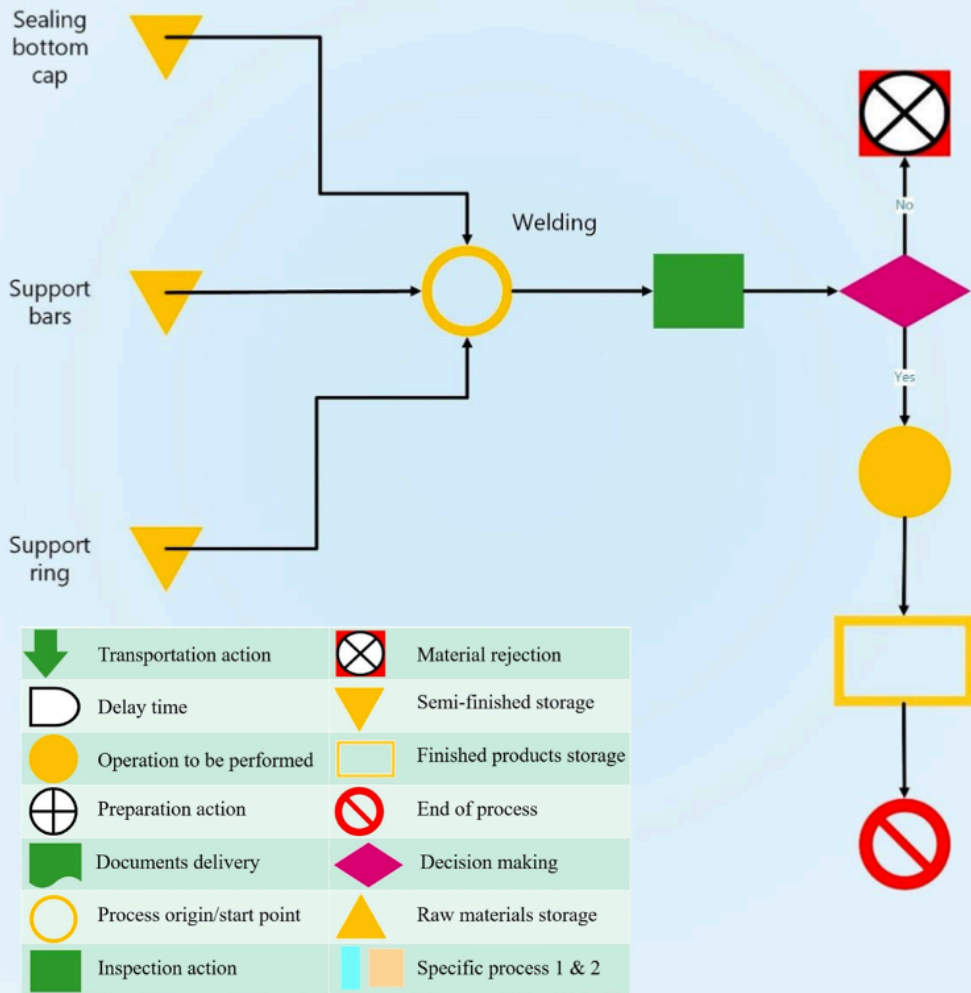 Sealing
bottom
cap
Welding
No
Support
bars
Yes
Support
ring
Transportation action
Material rejection
Delay time
Semi-finished storage
Operation to be performed
Finished products storage
Preparation action
End of process
Documents delivery
Decision making
Process origin/start point
Raw materials storage
Inspection action
Specific process 1 & 2